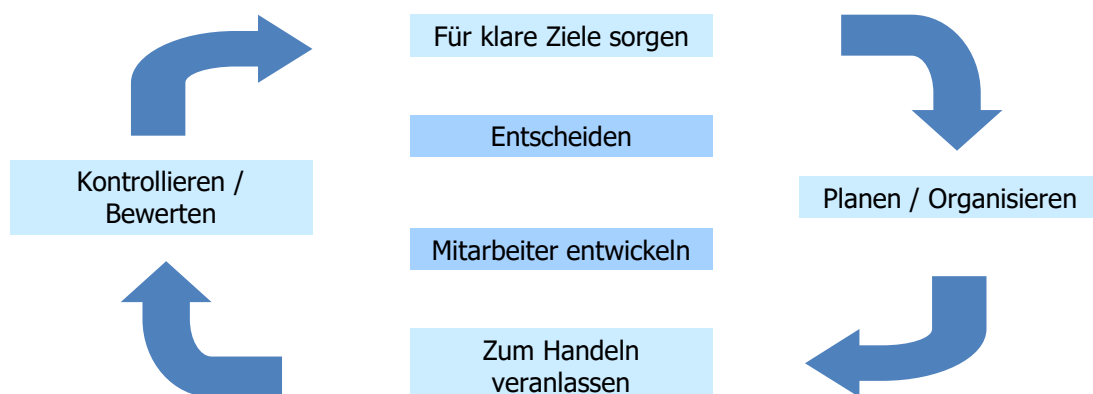 Für klare Ziele sorgen
Entscheiden
Kontrollieren /
Bewerten
Planen / Organisieren
Mitarbeiter entwickeln
Zum Handeln
veranlassen